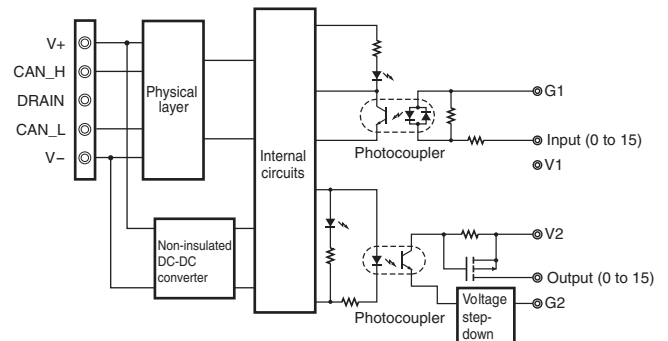 V+
CAN_H
DRAIN
CAN_L
V−
Physical
layer
Non-insulated
DC-DC
converter
Internal
circuits
Photocoupler
G1
Input (0 to 15)
V1
V2
Output (0 to 15)
G2
Photocoupler
Voltage
step-
down